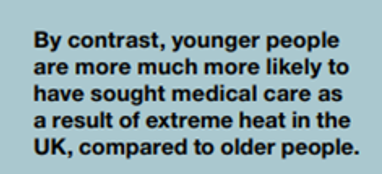 By contrast, younger people
are more much more likely to
have sought medical care as
a result of extreme heat in the
UK, compared to older people.